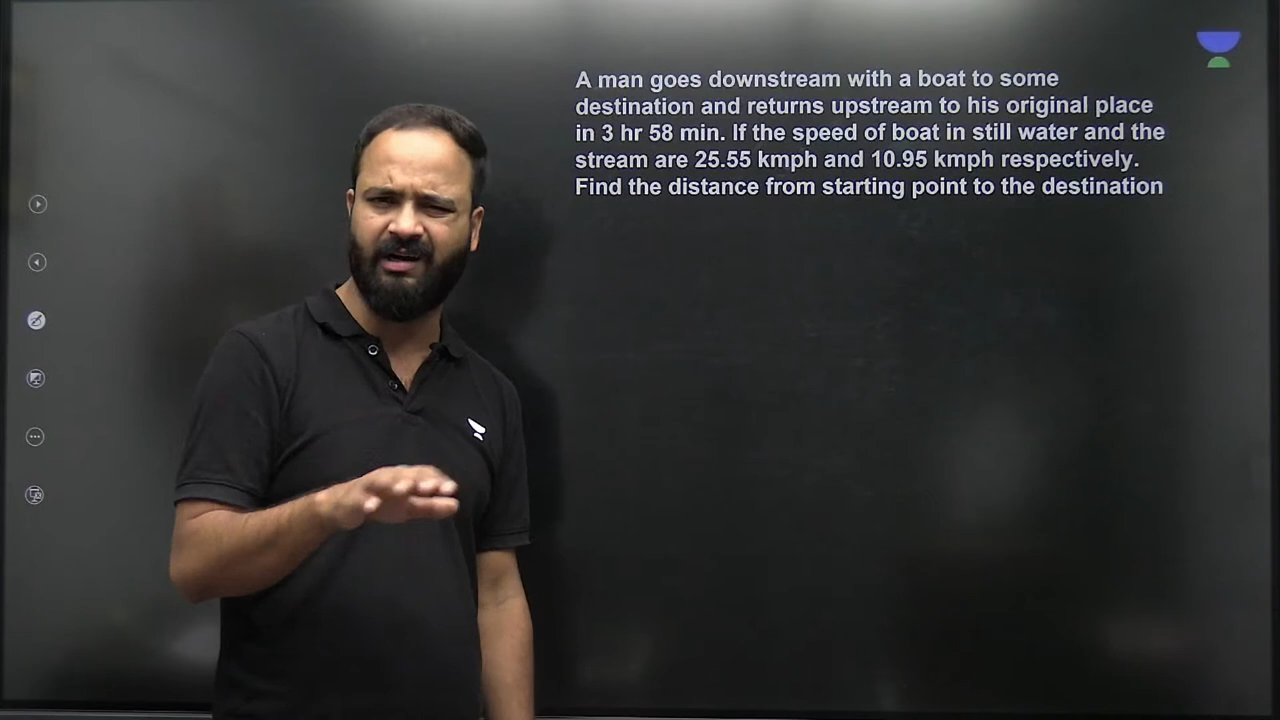 A man goes downstream with a boat to some
destination and returns upstream to his original place
in 3 hr 58 min. If the speed of boat in still water and the
stream are 25.55 kmph and 10.95 kmph respectively.
Find the distance from starting point to the destination